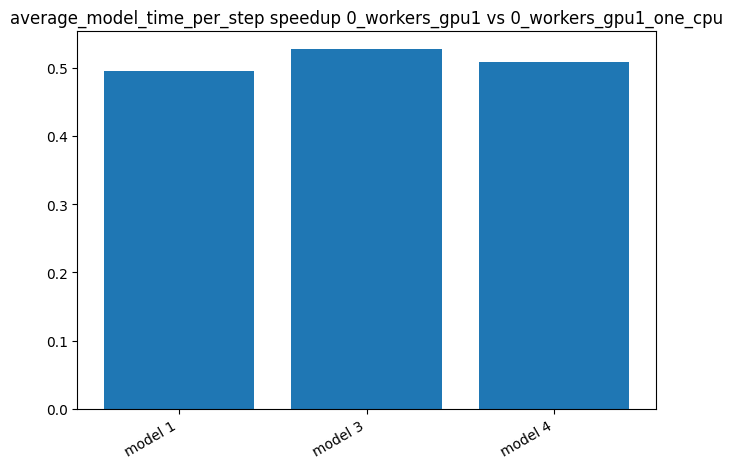 average_model_time_per_step speedup 0_workers_gpu1 vs 0_workers_gpu1_one_cpu
0.5
0.4
0.3
0.2
0.1
0.0
model 1
model 3
model 4